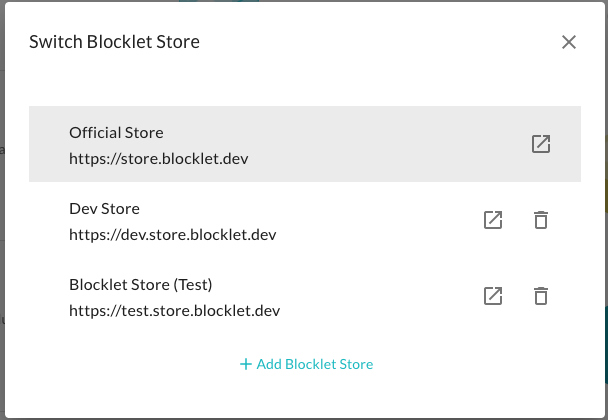 Switch Blocklet Store
Official Store
https://store.blocklet.dev
Dev Store
https://dev.store.blocklet.dev
Blocklet Store (Test)
https://test.store.blocklet.dev
+ Add Blocklet Store